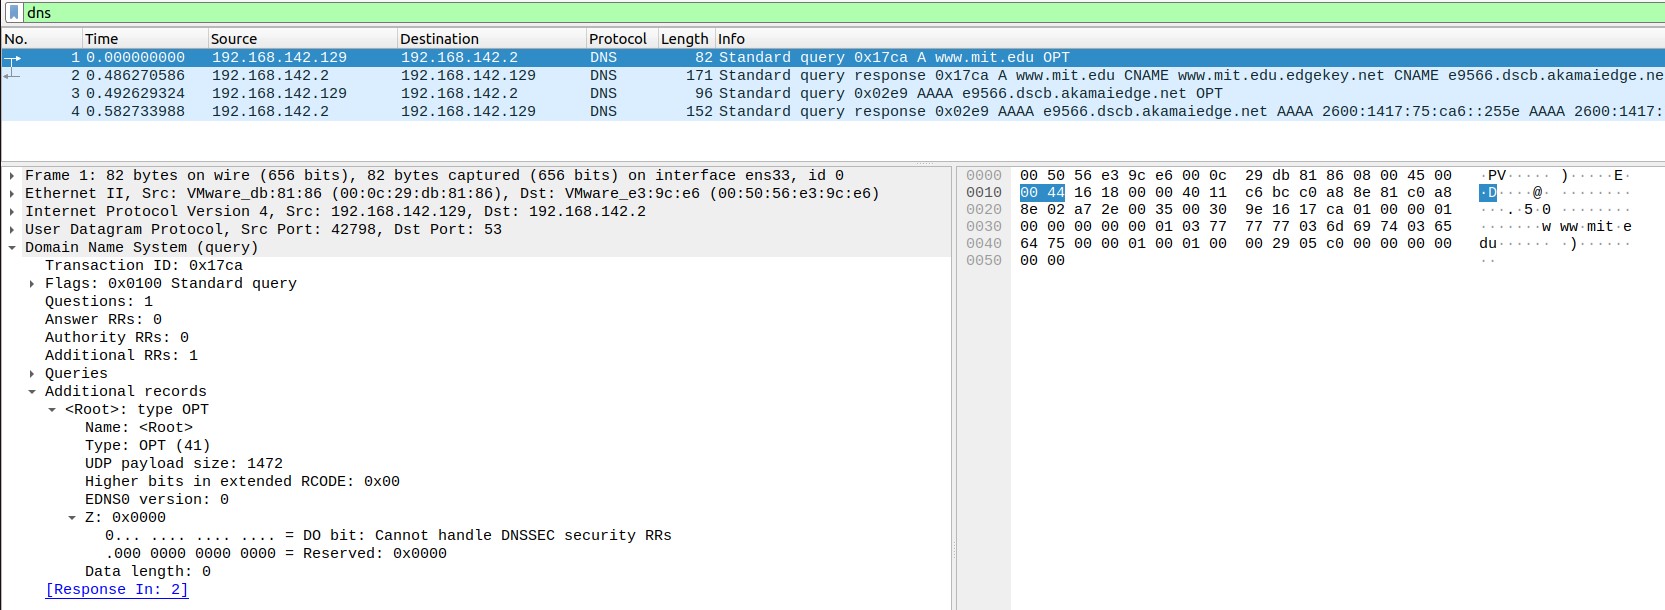 dns
No. Time Source Destination Protocol Length Info
1 0.000000000 192.168.142.129 192.168.142.2 DNS 82 Standard query 0x17ca A www.mit.edu OPT
2 0.486270586 192.168.142.2 192.168.142.129 DNS 171 Standard query response 0x17ca A www.mit.edu CNAME www.mit.edu.edgekey.net CNAME e9566.dscb.akamaiedge.ne
3 0.492629324 192.168.142.129 192.168.142.2 DNS 96 Standard query 0x02e9 AAAA e9566.dscb.akamaiedge.net OPT
4 0.582733988 192.168.142.2 192.168.142.129 DNS 152 Standard query response 0x02e9 AAAA e9566.dscb.akamaiedge.net AAAA 2600:1417:75:ca6::255e AAAA 2600:1417:
Frame 1: 82 bytes on wire (656 bits), 82 bytes captured (656 bits) on interface ens33, id 0
Ethernet II, Src: VMware_db:81:86 (00:0c:29:db:81:86), Dst: VMware_e3:9c:e6 (00:50:56:e3:9c:e6)
Internet Protocol Version 4, Src: 192.168.142.129, Dst: 192.168.142.2
User Datagram Protocol, Src Port: 42798, Dst Port: 53
Domain Name System (query)
Transaction ID: 0x17ca
Flags: 0x0100 Standard query
Questions: 1
Answer RRs: 0
Authority RRs: 0
Additional RRs: 1
Queries
Additional records
<Root>: type OPT
Name: <Root>
Type: OPT (41)
UDP payload size: 1472
Higher bits in extended RCODE: 0x00
EDNS0 version: 0
Z: 0x0000
0... .... .... .... = DO bit: Cannot handle DNSSEC security RRs
.000 0000 0000 0000 = Reserved: 0x0000
Data length: 0
[Response In: 2]
0000 00 50 56 e3 9c e6 00 0c 29 db 81 86 08 00 45 00 ·PV····· )·····E·
0010 00 44 16 18 00 00 40 11 c6 bc c0 a8 8e 81 c0 a8 ·D····@· ········
0020 8e 02 a7 2e 00 35 00 30 9e 16 17 ca 01 00 00 01 ···.·5·0 ········
0030 00 00 00 00 00 01 03 77 77 77 03 6d 69 74 03 65 ·······w ww·mit·e
0040 64 75 00 00 01 00 01 00 00 29 05 c0 00 00 00 00 du······ ·)······
0050 00 00 ··